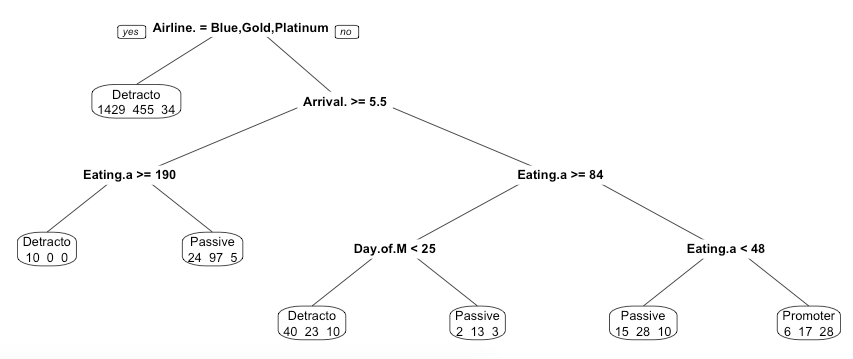 yes Airline. = Blue,Gold,Platinum no
Detracto
1429 455 34
Arrival. >= 5.5
Eating.a >= 190
Eating.a >= 84
Detracto
10 0 0
Passive
24 97 5
Day.of.M < 25
Eating.a < 48
Detracto
40 23 10
Passive
2 13 3
Passive
15 28 10
Promoter
6 17 28